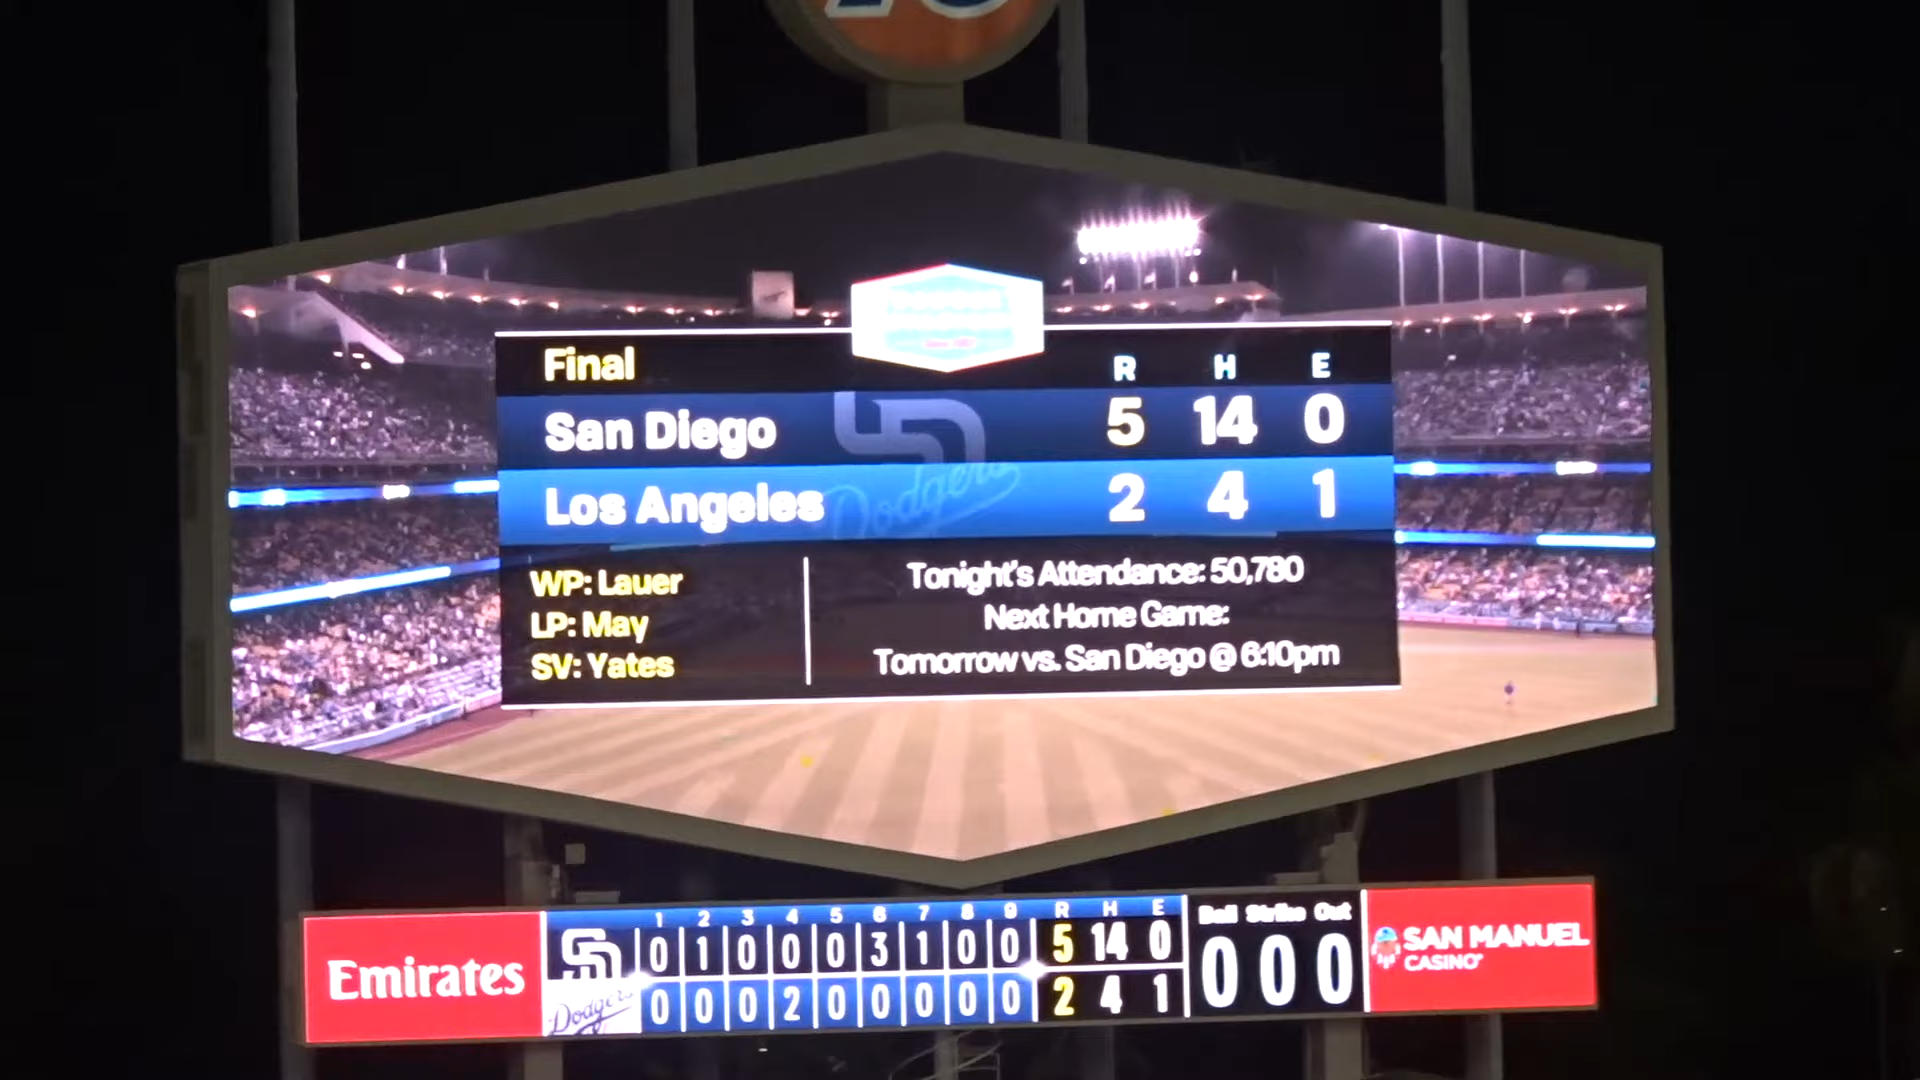 Final R H E
San Diego 5 14 0
Los Angeles Dodgers 2 4 1
WP: Lauer
LP: May
SV: Yates
Tonight's Attendance: 50,780
Next Home Game:
Tomorrow vs. San Diego @ 6:10pm
Emirates
1 2 3 4 5 6 7 8 9 R H E
SD 0 1 0 0 0 3 1 0 0 5 14 0
Dodgers 0 0 0 2 0 0 0 0 0 2 4 1
Ball Strike Out
0 0 0
SAN MANUEL
CASINO